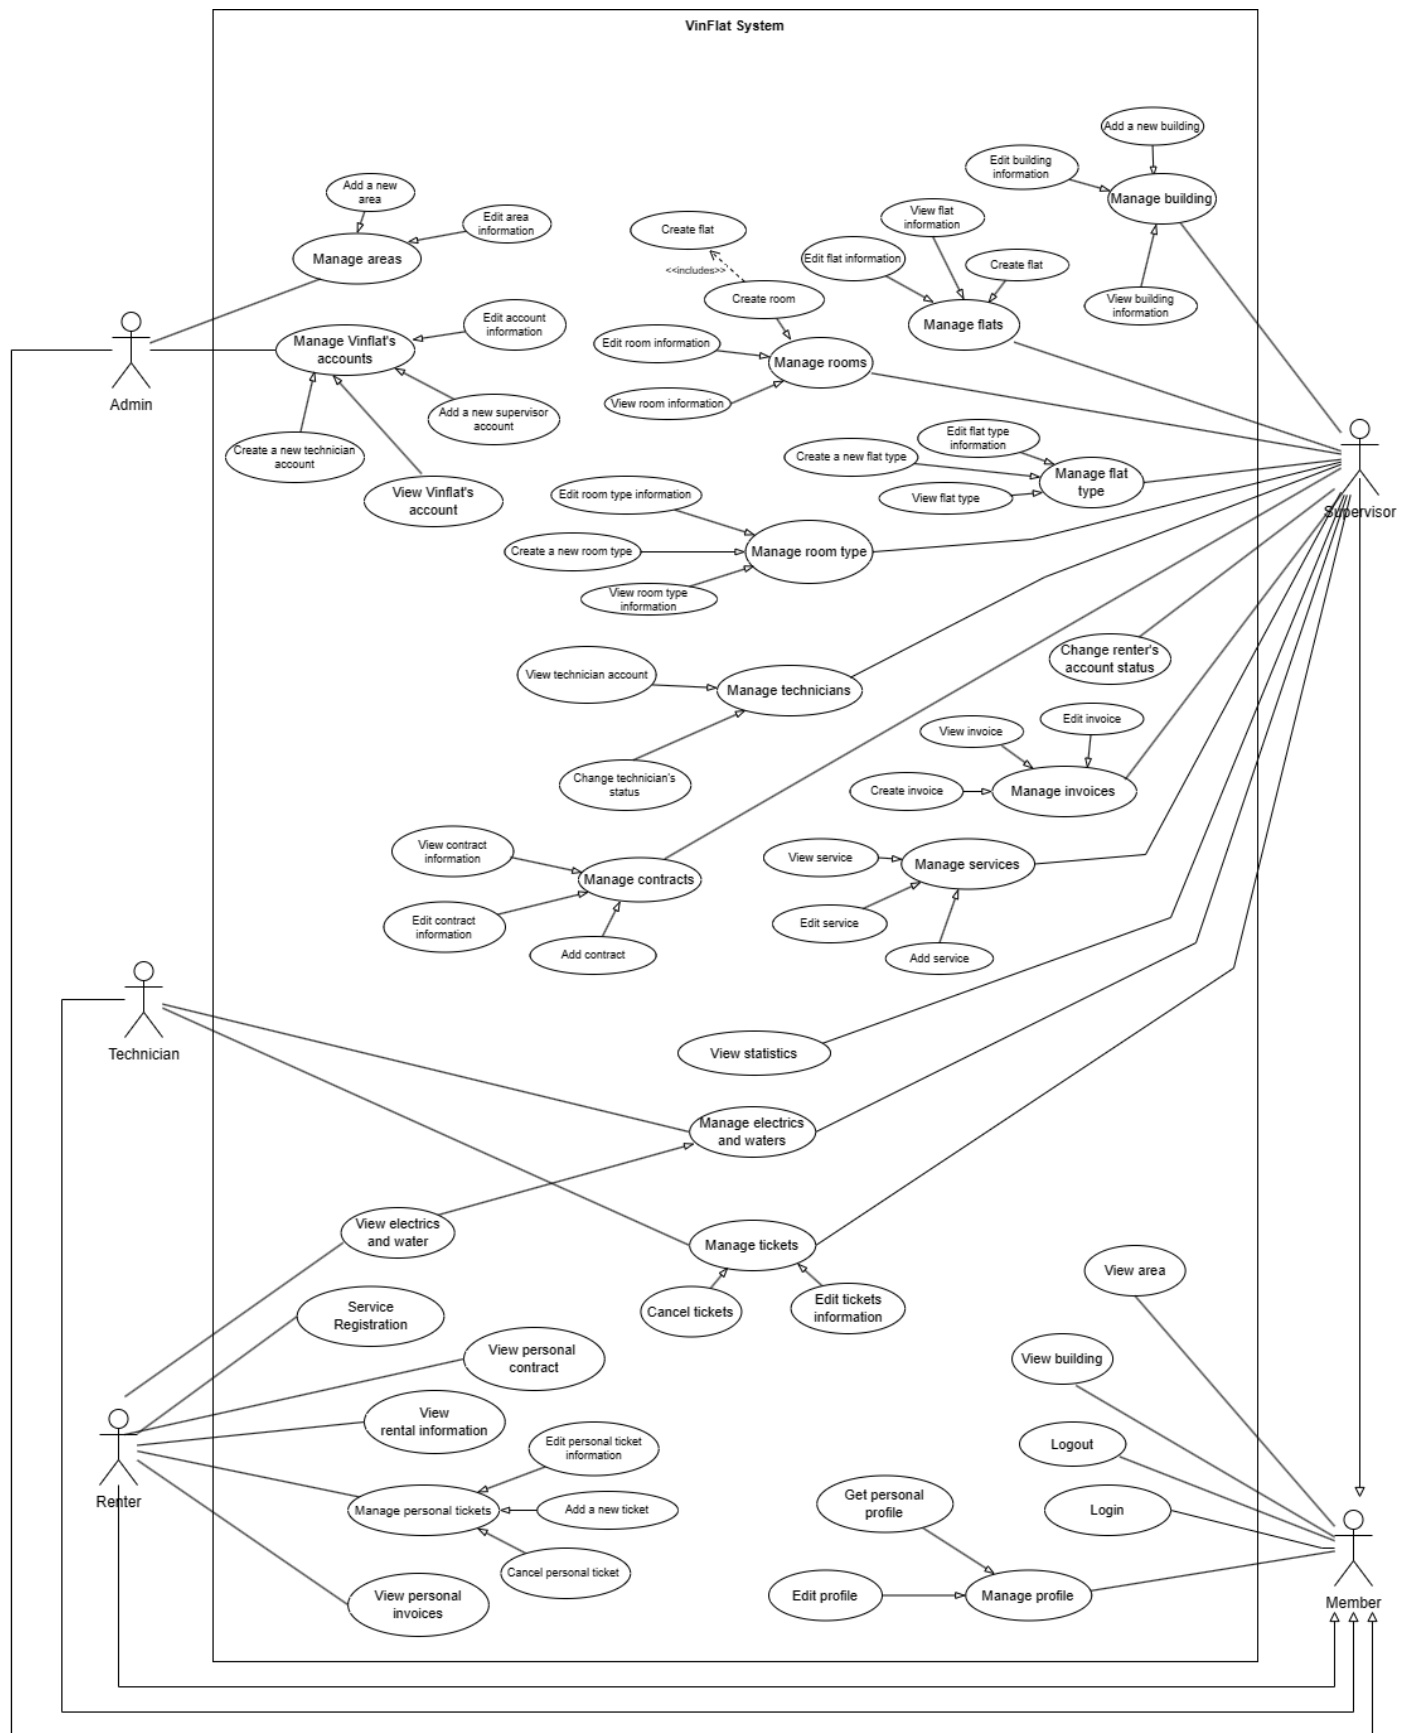 VinFlat System
Add a new building
Edit building
information
Manage building
View building
information
Add a new
area
Edit area
information
Manage areas
Create flat
<<includes>>
Create room
View flat
information
Edit flat information
Create flat
Manage flats
Edit account
information
Manage Vinflat's
accounts
Admin
Add a new supervisor
account
Create a new technician
account
View Vinflat's
account
Edit room information
Manage rooms
View room information
Edit flat type
information
Create a new flat type
Manage flat
type
View flat type
Supervisor
Edit room type information
Create a new room type
Manage room type
View room type
information
Change renter's
account status
View technician account
Manage technicians
Change technician's
status
View invoice
Edit invoice
Create invoice
Manage invoices
View contract
information
Manage contracts
Edit contract
information
Add contract
View service
Manage services
Edit service
Add service
Technician
View statistics
Manage electrics
and waters
View electrics
and water
Manage tickets
Cancel tickets
Edit tickets
information
View area
Service
Registration
View personal
contract
View building
View
rental information
Logout
Edit personal ticket
information
Renter
Manage personal tickets
Add a new ticket
Get personal
profile
Login
Cancel personal ticket
View personal
invoices
Edit profile
Manage profile
Member